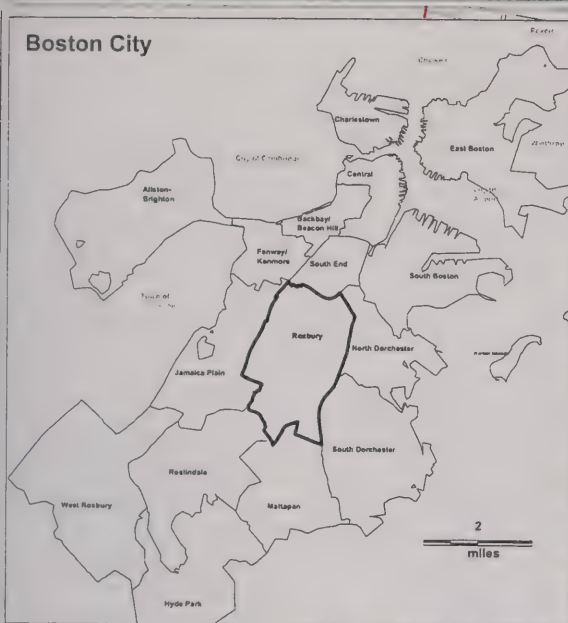 Boston City
Charlestown
East Boston
Central
Allston-
Brighton
Backbay/
Beacon Hill
Fenway/
Kenmore
South End
South Boston
Roxbury
North Dorchester
Jamaica Plain
South Dorchester
Roslindale
West Roxbury
Mattapan
2
miles
Hyde Park